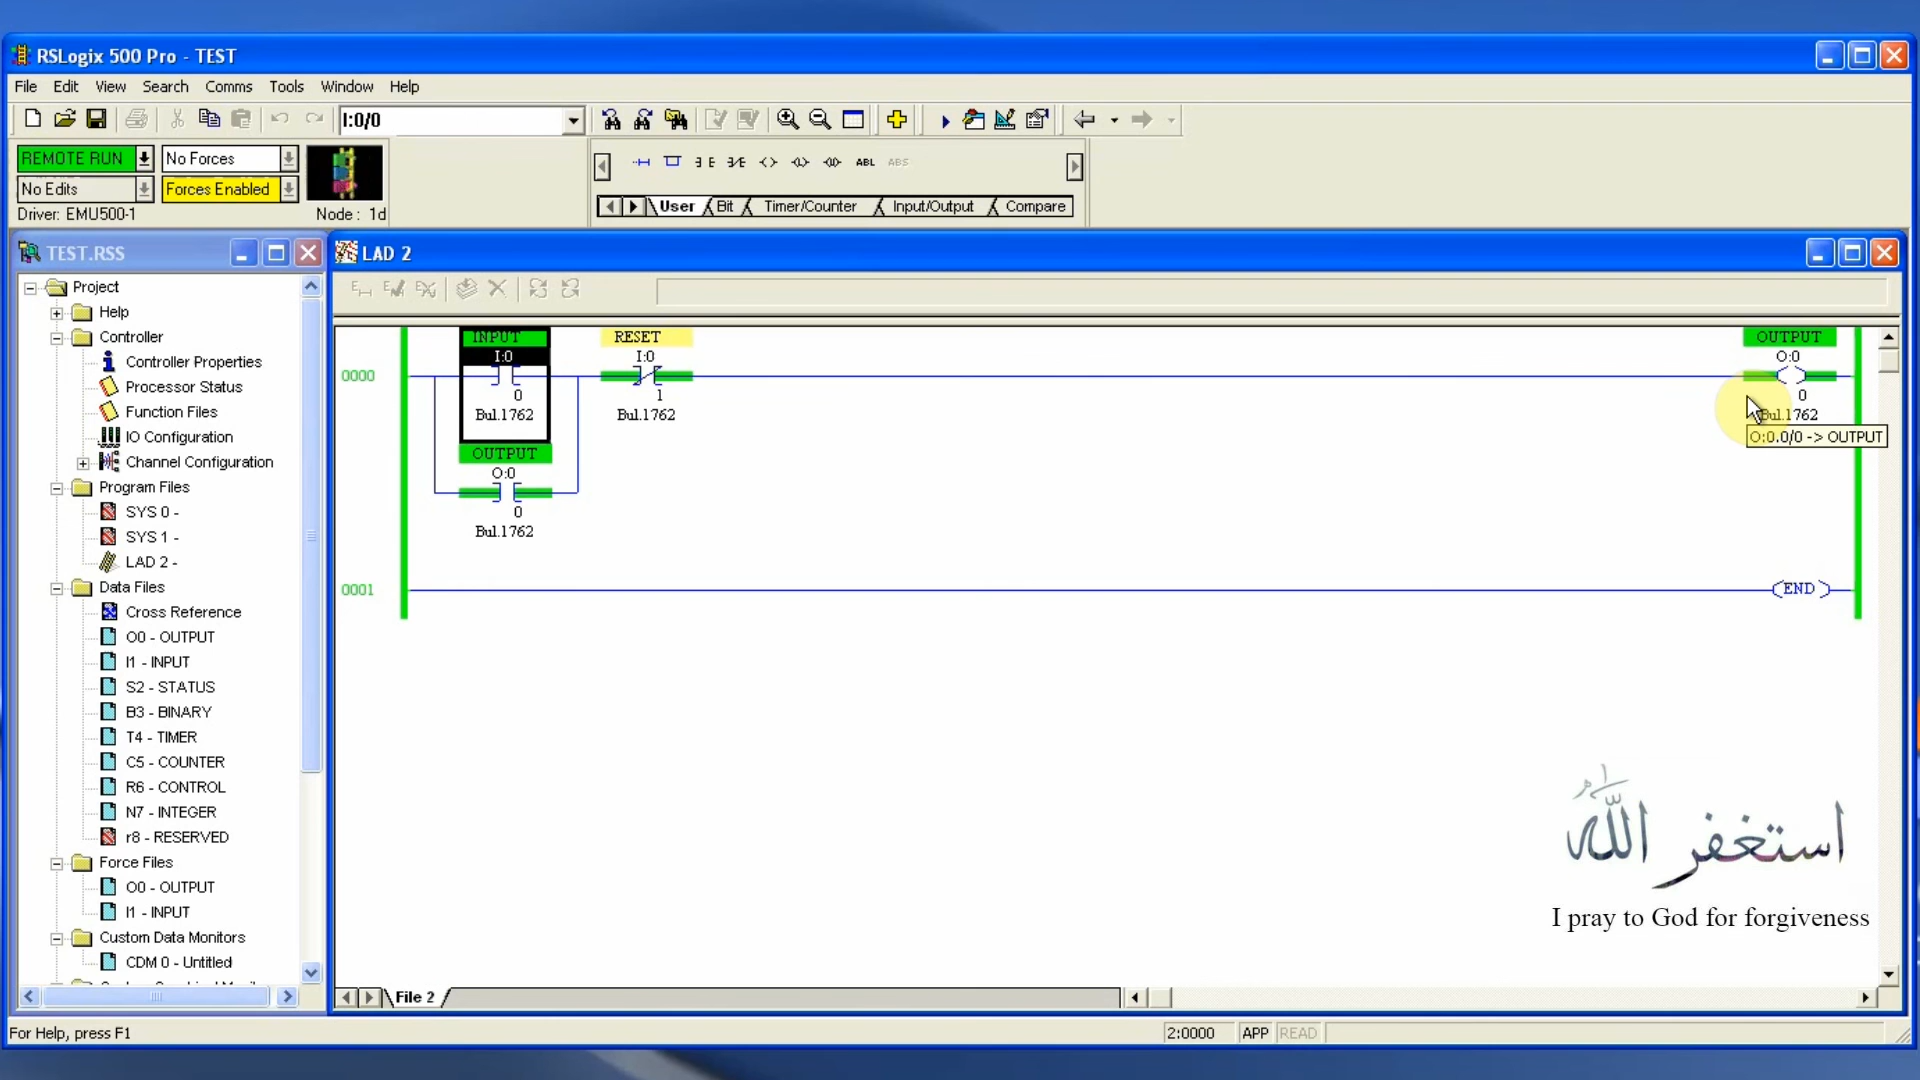 RSLogix 500 Pro - TEST
File Edit View Search Comms Tools Window Help
I:0/0
REMOTE RUN No Forces
No Edits Forces Enabled
Driver: EMU500-1 Node : 1d
ABL ABS
User Bit Timer/Counter Input/Output Compare
TEST.RSS
Project
Help
Controller
Controller Properties
Processor Status
Function Files
IO Configuration
Channel Configuration
Program Files
SYS 0 -
SYS 1 -
LAD 2 -
Data Files
Cross Reference
O0 - OUTPUT
I1 - INPUT
S2 - STATUS
B3 - BINARY
T4 - TIMER
C5 - COUNTER
R6 - CONTROL
N7 - INTEGER
r8 - RESERVED
Force Files
O0 - OUTPUT
I1 - INPUT
Custom Data Monitors
CDM 0 - Untitled
LAD 2
INPUT RESET OUTPUT
I:0 I:0 O:0
0000
0 1 0
Bul.1762 Bul.1762 Bul.1762
O:0.0/0 -> OUTPUT
OUTPUT
O:0
0
Bul.1762
0001 END
استغفر الله
I pray to God for forgiveness
File 2
For Help, press F1 2:0000 APP READ